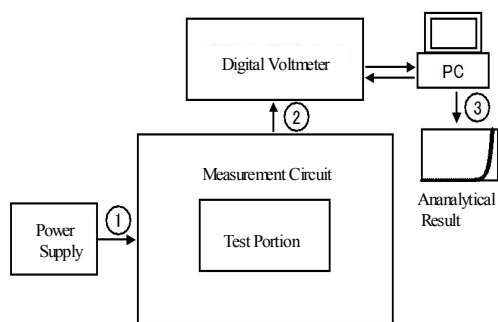 Digital Voltmeter
PC
②
③
Measurement Circuit
Ananalytical
Result
①
Power
Supply
Test Portion